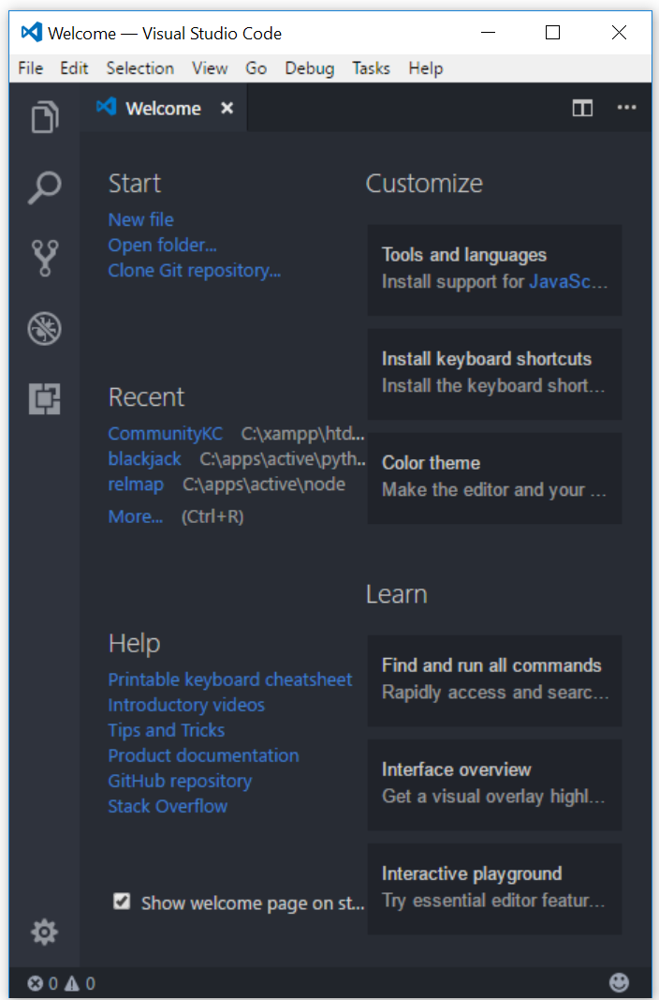 Welcome — Visual Studio Code
File Edit Selection View Go Debug Tasks Help
Welcome
Start
New file
Open folder...
Clone Git repository...
Recent
CommunityKC C:\xampp\htd...
blackjack C:\apps\active\pyth...
relmap C:\apps\active\node
More... (Ctrl+R)
Help
Printable keyboard cheatsheet
Introductory videos
Tips and Tricks
Product documentation
GitHub repository
Stack Overflow
Show welcome page on st...
Customize
Tools and languages
Install support for JavaSc...
Install keyboard shortcuts
Install the keyboard short...
Color theme
Make the editor and your ...
Learn
Find and run all commands
Rapidly access and searc...
Interface overview
Get a visual overlay highl...
Interactive playground
Try essential editor featur...
0 0